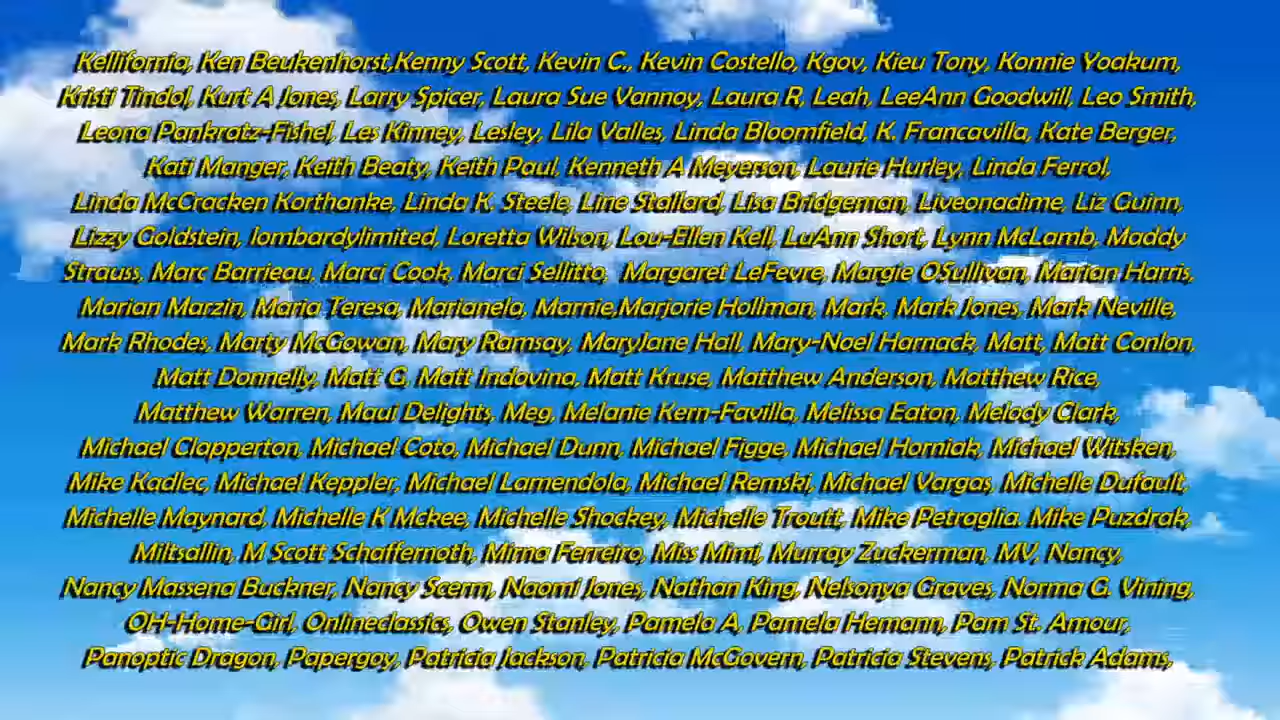 Kellifornia, Ken Beukenhorst,Kenny Scott, Kevin C., Kevin Costello, Kgov, Kieu Tony, Konnie Yoakum,
Kristi Tindol, Kurt A Jones, Larry Spicer, Laura Sue Vannoy, Laura R, Leah, LeeAnn Goodwill, Leo Smith,
Leona Pankratz-Fishel, Les Kinney, Lesley, Lila Valles, Linda Bloomfield, K. Francavilla, Kate Berger,
Kati Manger, Keith Beaty, Keith Paul, Kenneth A Meyerson, Laurie Hurley, Linda Ferrol,
Linda McCracken Korthanke, Linda K. Steele, Line Stallard, Lisa Bridgeman, Liveonadime, Liz Guinn,
Lizzy Goldstein, lombardylimited, Loretta Wilson, Lou-Ellen Kell, LuAnn Short, Lynn McLamb, Maddy
Strauss, Marc Barrieau, Marci Cook, Marci Sellitto, Margaret LeFevre, Margie OSullivan, Marian Harris,
Marian Marzin, Maria Teresa, Marianela, Marnie,Marjorie Hollman, Mark, Mark Jones, Mark Neville,
Mark Rhodes, Marty McGowan, Mary Ramsay, MaryJane Hall, Mary-Noel Harnack, Matt, Matt Conlon,
Matt Donnelly, Matt G, Matt Indovina, Matt Kruse, Matthew Anderson, Matthew Rice,
Matthew Warren, Maui Delights, Meg, Melanie Kern-Favilla, Melissa Eaton, Melody Clark,
Michael Clapperton, Michael Coto, Michael Dunn, Michael Figge, Michael Horniak, Michael Witsken,
Mike Kadlec, Michael Keppler, Michael Lamendola, Michael Remski, Michael Vargas, Michelle Dufault,
Michelle Maynard, Michelle K Mckee, Michelle Shockey, Michelle Troutt, Mike Petraglia. Mike Puzdrak,
Miltsallin, M Scott Schaffernoth, Mirna Ferreiro, Miss Mimi, Murray Zuckerman, MV, Nancy,
Nancy Massena Buckner, Nancy Scerm, Naomi Jones, Nathan King, Nelsonya Graves, Norma G. Vining,
OH-Home-Girl, Onlineclassics, Owen Stanley, Pamela A, Pamela Hemann, Pam St. Amour,
Panoptic Dragon, Papergoy, Patricia Jackson, Patricia McGovern, Patricia Stevens, Patrick Adams,